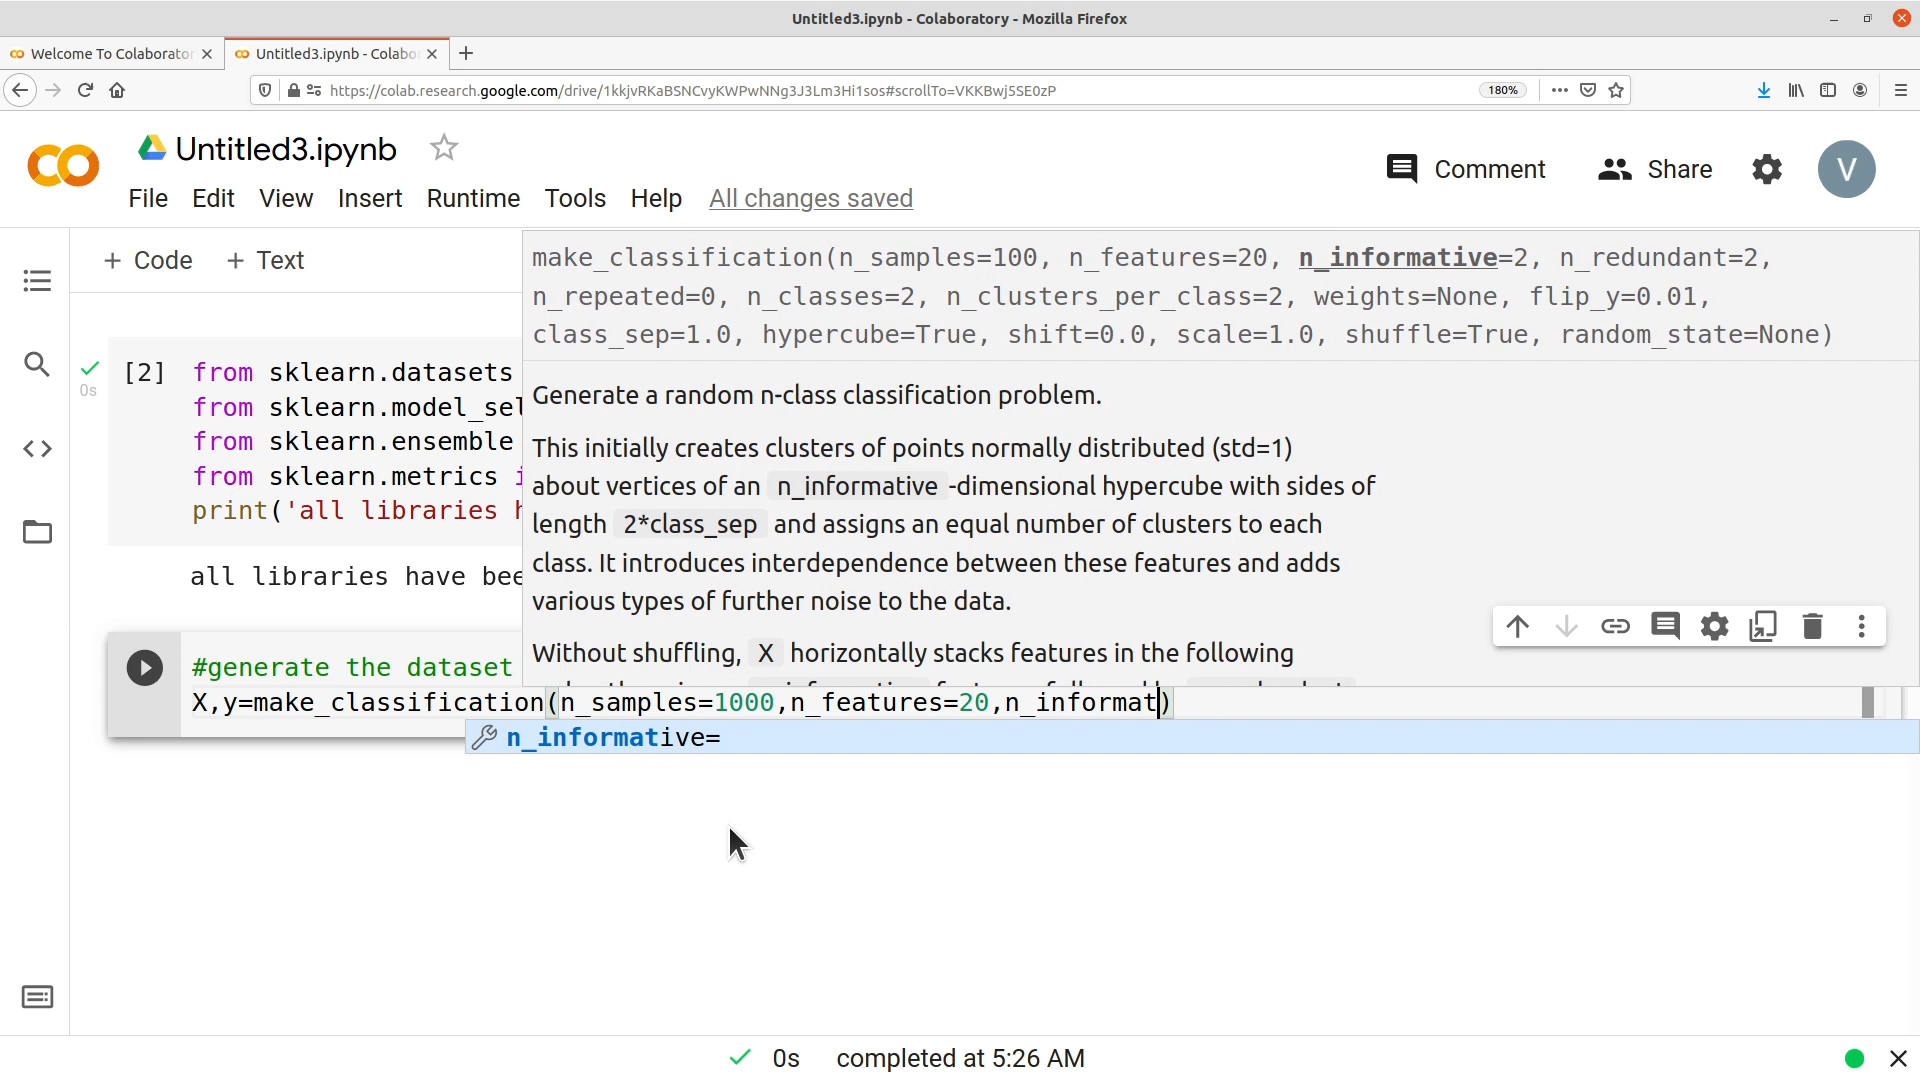 Untitled3.ipynb - Colaboratory - Mozilla Firefox
Welcome To Colaborator
Untitled3.ipynb - Colabo
https://colab.research.google.com/drive/1kkjvRKaBSNCvyKWPwNNg3J3Lm3Hi1sos#scrollTo=VKKBwj5SE0zP
180%
Untitled3.ipynb
Comment
Share
V
File Edit View Insert Runtime Tools Help All changes saved
+ Code + Text
make_classification(n_samples=100, n_features=20, n_informative=2, n_redundant=2,
n_repeated=0, n_classes=2, n_clusters_per_class=2, weights=None, flip_y=0.01,
class_sep=1.0, hypercube=True, shift=0.0, scale=1.0, shuffle=True, random_state=None)
Generate a random n-class classification problem.
This initially creates clusters of points normally distributed (std=1)
about vertices of an n_informative -dimensional hypercube with sides of
length 2*class_sep and assigns an equal number of clusters to each
class. It introduces interdependence between these features and adds
various types of further noise to the data.
Without shuffling, X horizontally stacks features in the following
0s
[2] from sklearn.datasets
from sklearn.model_sel
from sklearn.ensemble
from sklearn.metrics i
print('all libraries h
all libraries have bee
#generate the dataset
X,y=make_classification(n_samples=1000,n_features=20,n_informat)
n_informative=
0s completed at 5:26 AM